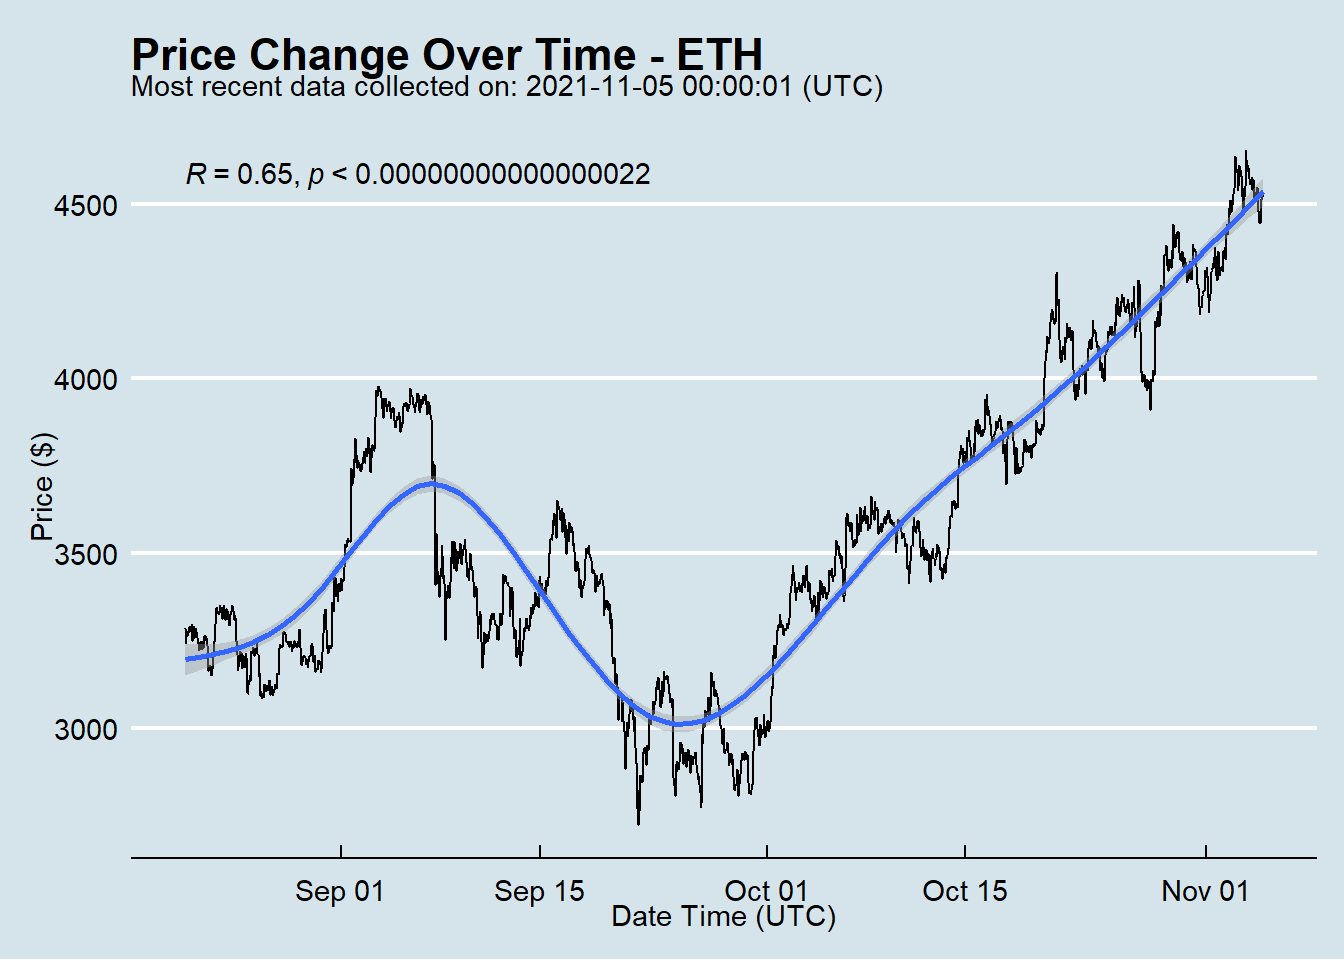 Price Change Over Time - ETH
Most recent data collected on: 2021-11-05 00:00:01 (UTC)
R = 0.65, p < 0.00000000000000022
4500
4000
3500
3000
Price ($)
Sep 01 Sep 15 Oct 01 Oct 15 Nov 01
Date Time (UTC)